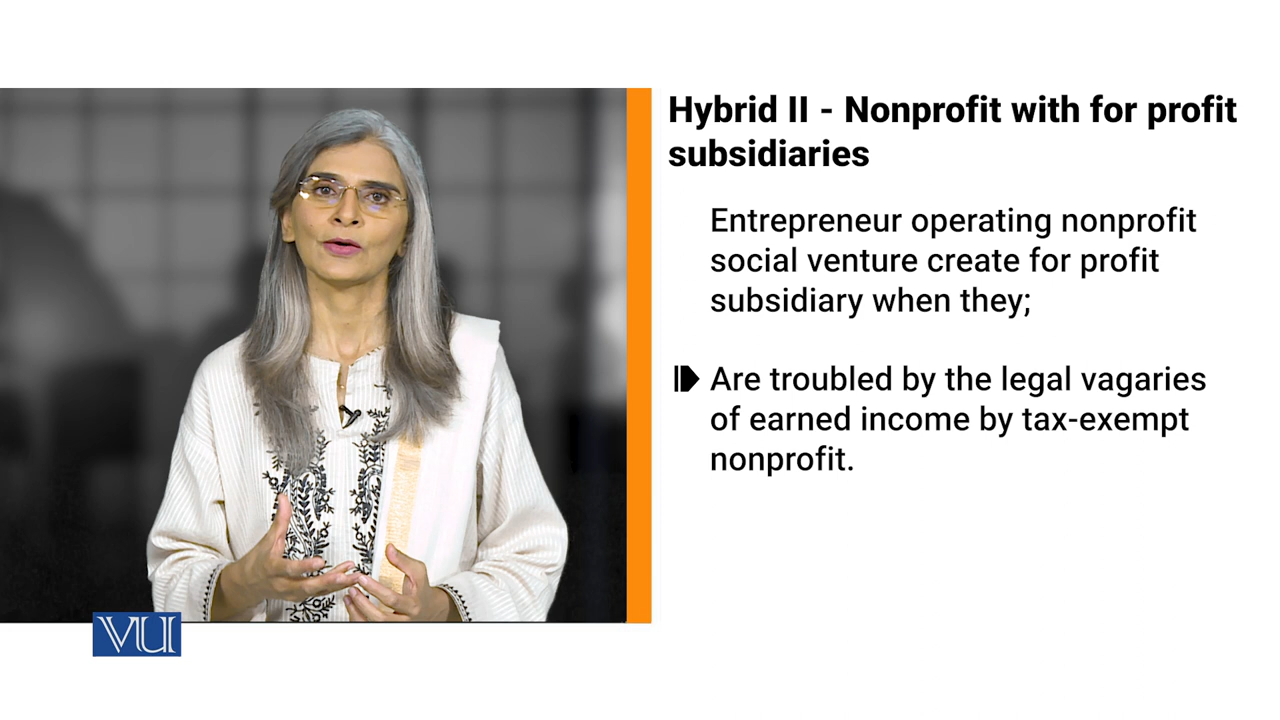 Hybrid II - Nonprofit with for profit
subsidiaries
Entrepreneur operating nonprofit
social venture create for profit
subsidiary when they;
Are troubled by the legal vagaries
of earned income by tax-exempt
nonprofit.
VU